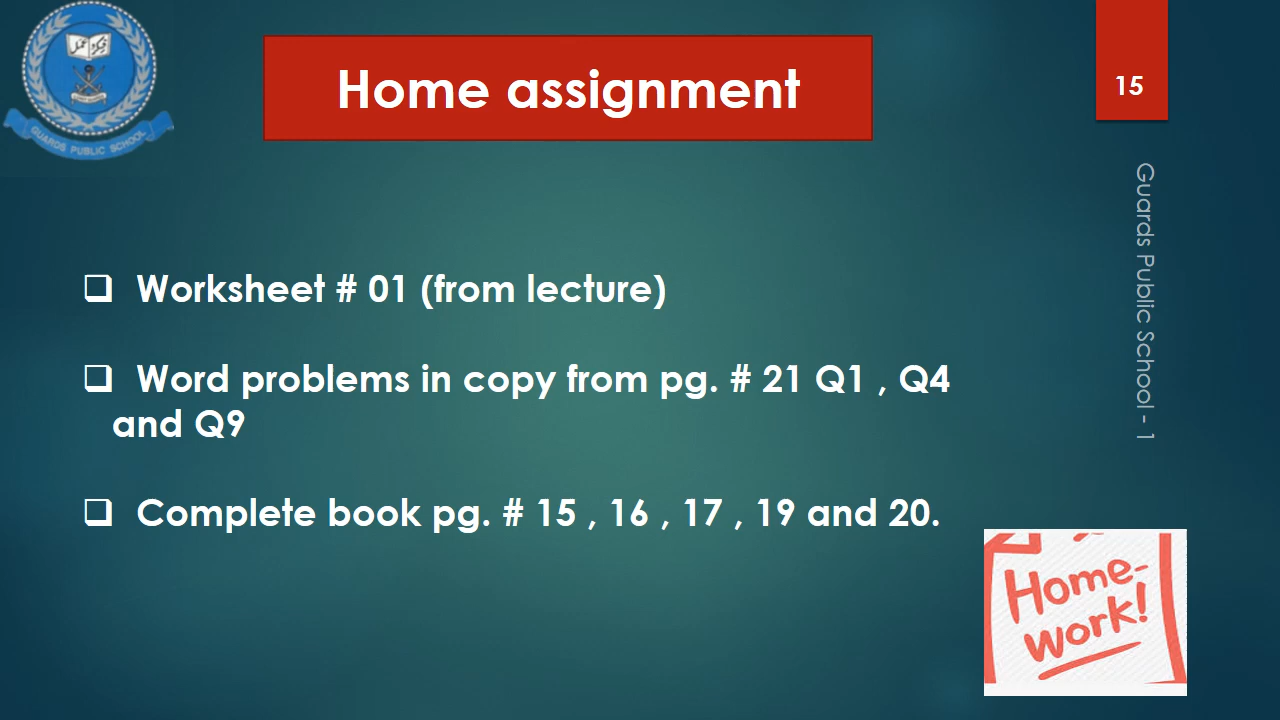 GUARDS PUBLIC SCHOOL
Home assignment
15
Guards Public School - 1
❑ Worksheet # 01 (from lecture)
❑ Word problems in copy from pg. # 21 Q1 , Q4
and Q9
❑ Complete book pg. # 15 , 16 , 17 , 19 and 20.
Home-
work!